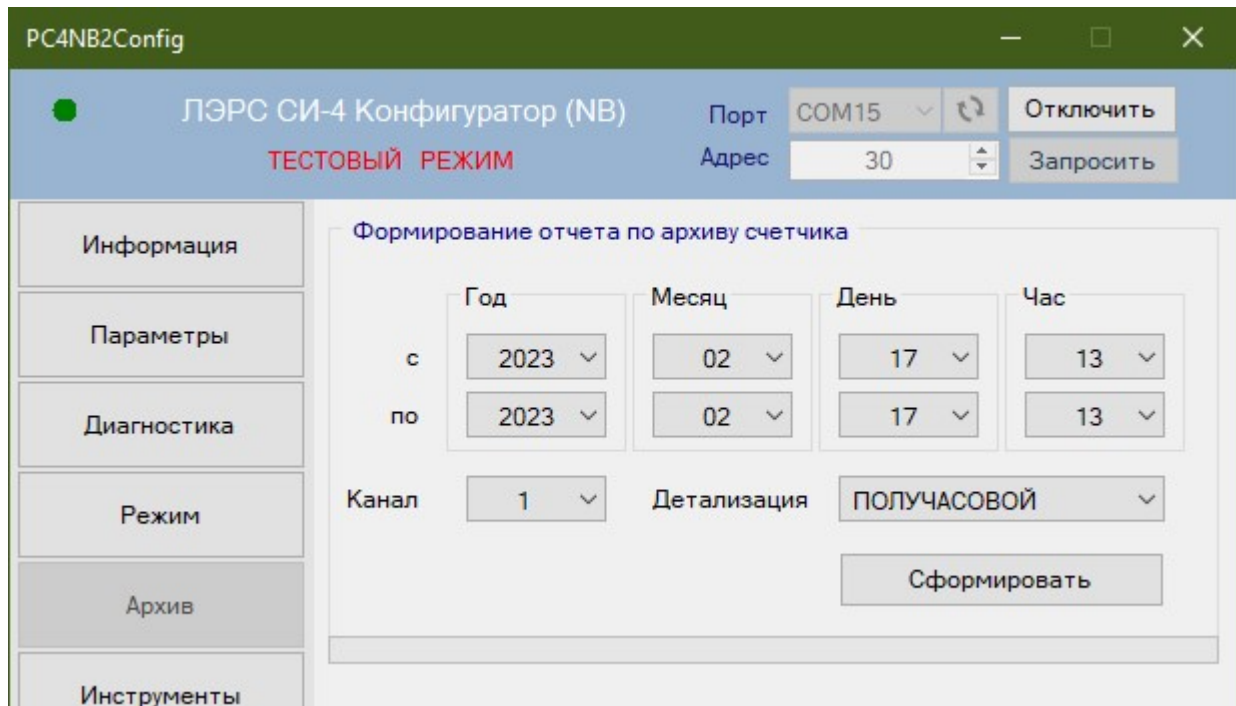 PC4NB2Config
ЛЭРС СИ-4 Конфигуратор (NB)
Порт COM15 Отключить
ТЕСТОВЫЙ РЕЖИМ
Адрес 30 Запросить
Информация
Параметры
Диагностика
Режим
Архив
Инструменты
Формирование отчета по архиву счетчика
Год Месяц День Час
с 2023 02 17 13
по 2023 02 17 13
Канал 1 Детализация ПОЛУЧАСОВОЙ
Сформировать